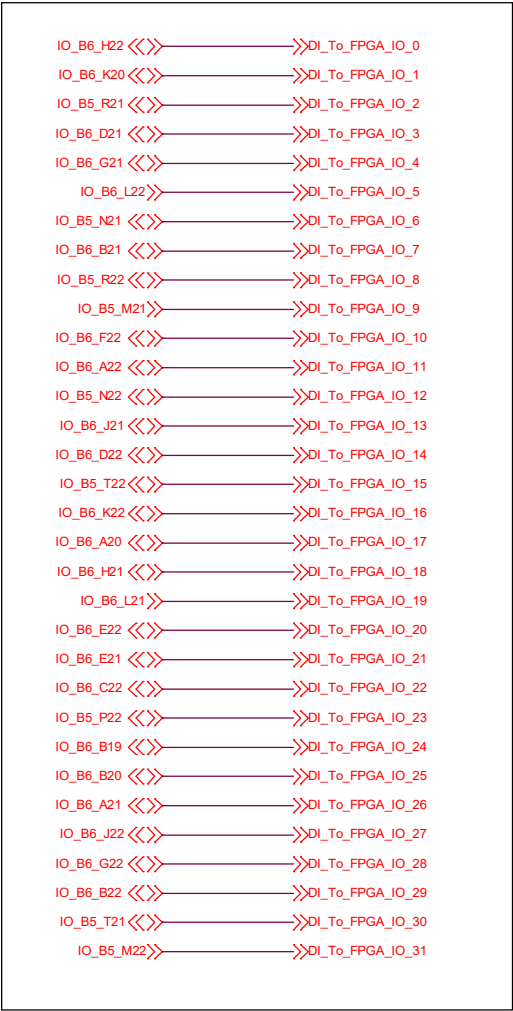 IO_B6_H22 DI_To_FPGA_IO_0
IO_B6_K20 DI_To_FPGA_IO_1
IO_B5_R21 DI_To_FPGA_IO_2
IO_B6_D21 DI_To_FPGA_IO_3
IO_B6_G21 DI_To_FPGA_IO_4
IO_B6_L22 DI_To_FPGA_IO_5
IO_B5_N21 DI_To_FPGA_IO_6
IO_B6_B21 DI_To_FPGA_IO_7
IO_B5_R22 DI_To_FPGA_IO_8
IO_B5_M21 DI_To_FPGA_IO_9
IO_B6_F22 DI_To_FPGA_IO_10
IO_B6_A22 DI_To_FPGA_IO_11
IO_B5_N22 DI_To_FPGA_IO_12
IO_B6_J21 DI_To_FPGA_IO_13
IO_B6_D22 DI_To_FPGA_IO_14
IO_B5_T22 DI_To_FPGA_IO_15
IO_B6_K22 DI_To_FPGA_IO_16
IO_B6_A20 DI_To_FPGA_IO_17
IO_B6_H21 DI_To_FPGA_IO_18
IO_B6_L21 DI_To_FPGA_IO_19
IO_B6_E22 DI_To_FPGA_IO_20
IO_B6_E21 DI_To_FPGA_IO_21
IO_B6_C22 DI_To_FPGA_IO_22
IO_B5_P22 DI_To_FPGA_IO_23
IO_B6_B19 DI_To_FPGA_IO_24
IO_B6_B20 DI_To_FPGA_IO_25
IO_B6_A21 DI_To_FPGA_IO_26
IO_B6_J22 DI_To_FPGA_IO_27
IO_B6_G22 DI_To_FPGA_IO_28
IO_B6_B22 DI_To_FPGA_IO_29
IO_B5_T21 DI_To_FPGA_IO_30
IO_B5_M22 DI_To_FPGA_IO_31